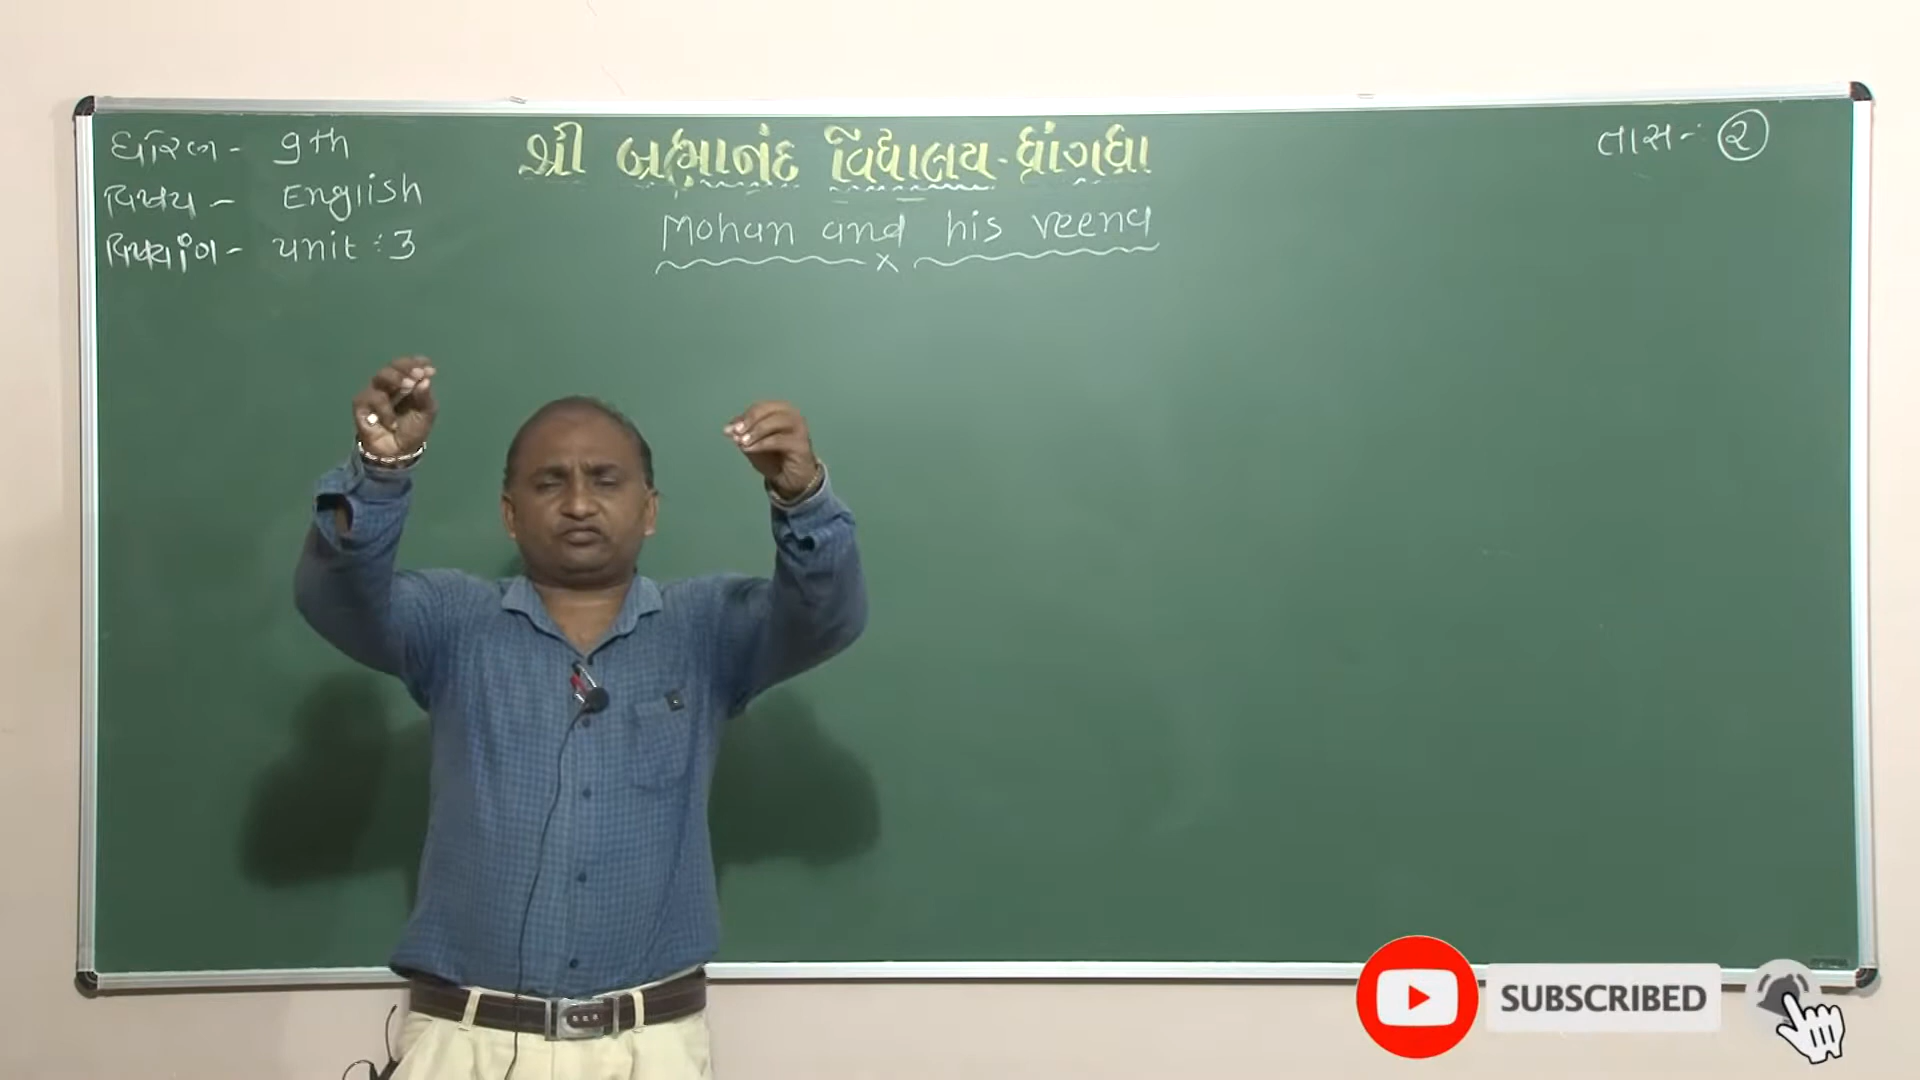 ધોરણ - 9th
વિષય - English
વિષયાંગ - unit : 3
શ્રી બ્રહ્માનંદ વિદ્યાલય - ધ્રાંગધ્રા
Mohan and his veena
તાસ - ૨
SUBSCRIBED